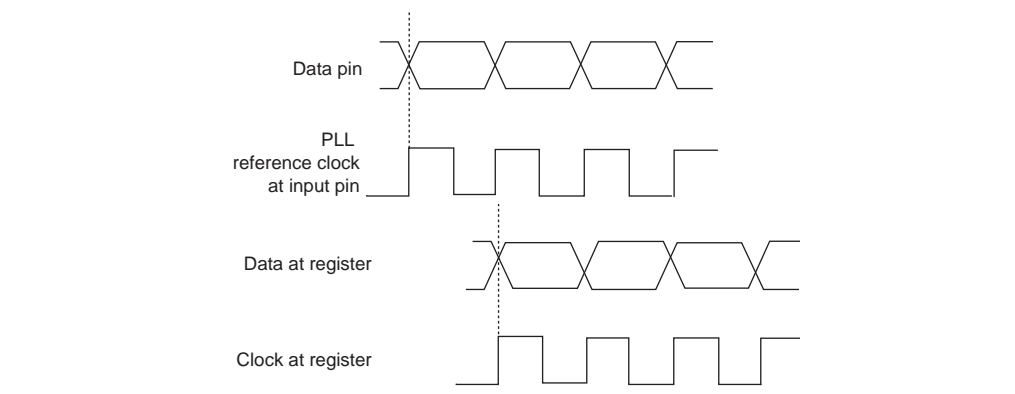 Data pin
PLL
reference clock
at input pin
Data at register
Clock at register